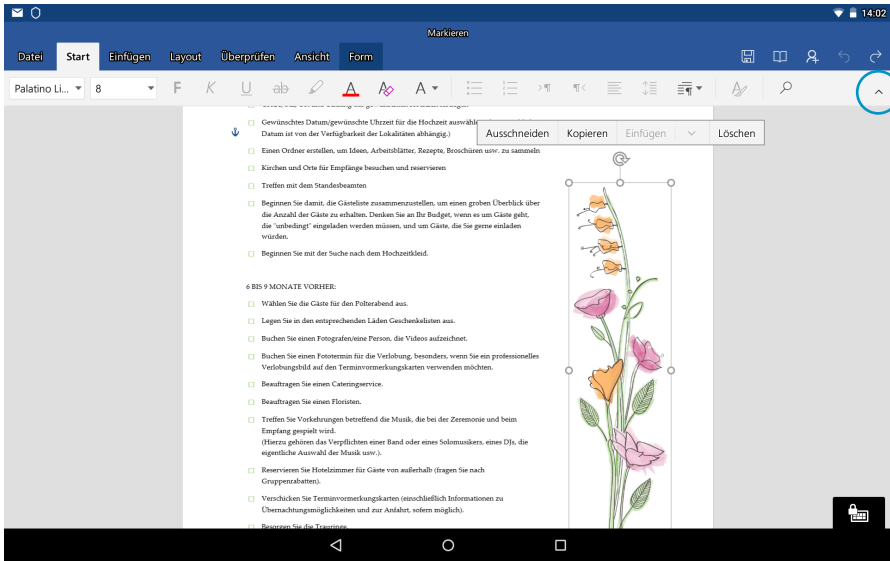 14:02
Markieren
Datei Start Einfügen Layout Überprüfen Ansicht Form
Palatino Li... 8 F K U ab A A A
Gewünschtes Datum/gewünschte Uhrzeit für die Hochzeit auswähle
Datum ist von der Verfügbarkeit der Lokalitäten abhängig.)
Ausschneiden Kopieren Einfügen Löschen
Einen Ordner erstellen, um Ideen, Arbeitsblätter, Rezepte, Broschüren usw. zu sammeln
Kirchen und Orte für Empfänge besuchen und reservieren
Treffen mit dem Standesbeamten
Beginnen Sie damit, die Gästeliste zusammenzustellen, um einen groben Überblick über
die Anzahl der Gäste zu erhalten. Denken Sie an Ihr Budget, wenn es um Gäste geht,
die "unbedingt" eingeladen werden müssen, und um Gäste, die Sie gerne einladen
würden.
Beginnen Sie mit der Suche nach dem Hochzeitkleid.
6 BIS 9 MONATE VORHER:
Wählen Sie die Gäste für den Polterabend aus.
Legen Sie in den entsprechenden Läden Geschenkelisten aus.
Buchen Sie einen Fotografen/eine Person, die Videos aufzeichnet.
Buchen Sie einen Fototermin für die Verlobung, besonders, wenn Sie ein professionelles
Verlobungsbild auf den Terminvormerkungskarten verwenden möchten.
Beauftragen Sie einen Cateringservice.
Beauftragen Sie einen Floristen.
Treffen Sie Vorkehrungen betreffend die Musik, die bei der Zeremonie und beim
Empfang gespielt wird.
(Hierzu gehören das Verpflichten einer Band oder eines Solomusikers, eines DJs, die
eigentliche Auswahl der Musik usw.).
Reservieren Sie Hotelzimmer für Gäste von außerhalb (fragen Sie nach
Gruppenrabatten).
Verschicken Sie Terminvormerkungskarten (einschließlich Informationen zu
Übernachtungsmöglichkeiten und zur Anfahrt, sofern möglich).
Besorgen Sie die Trauringe.